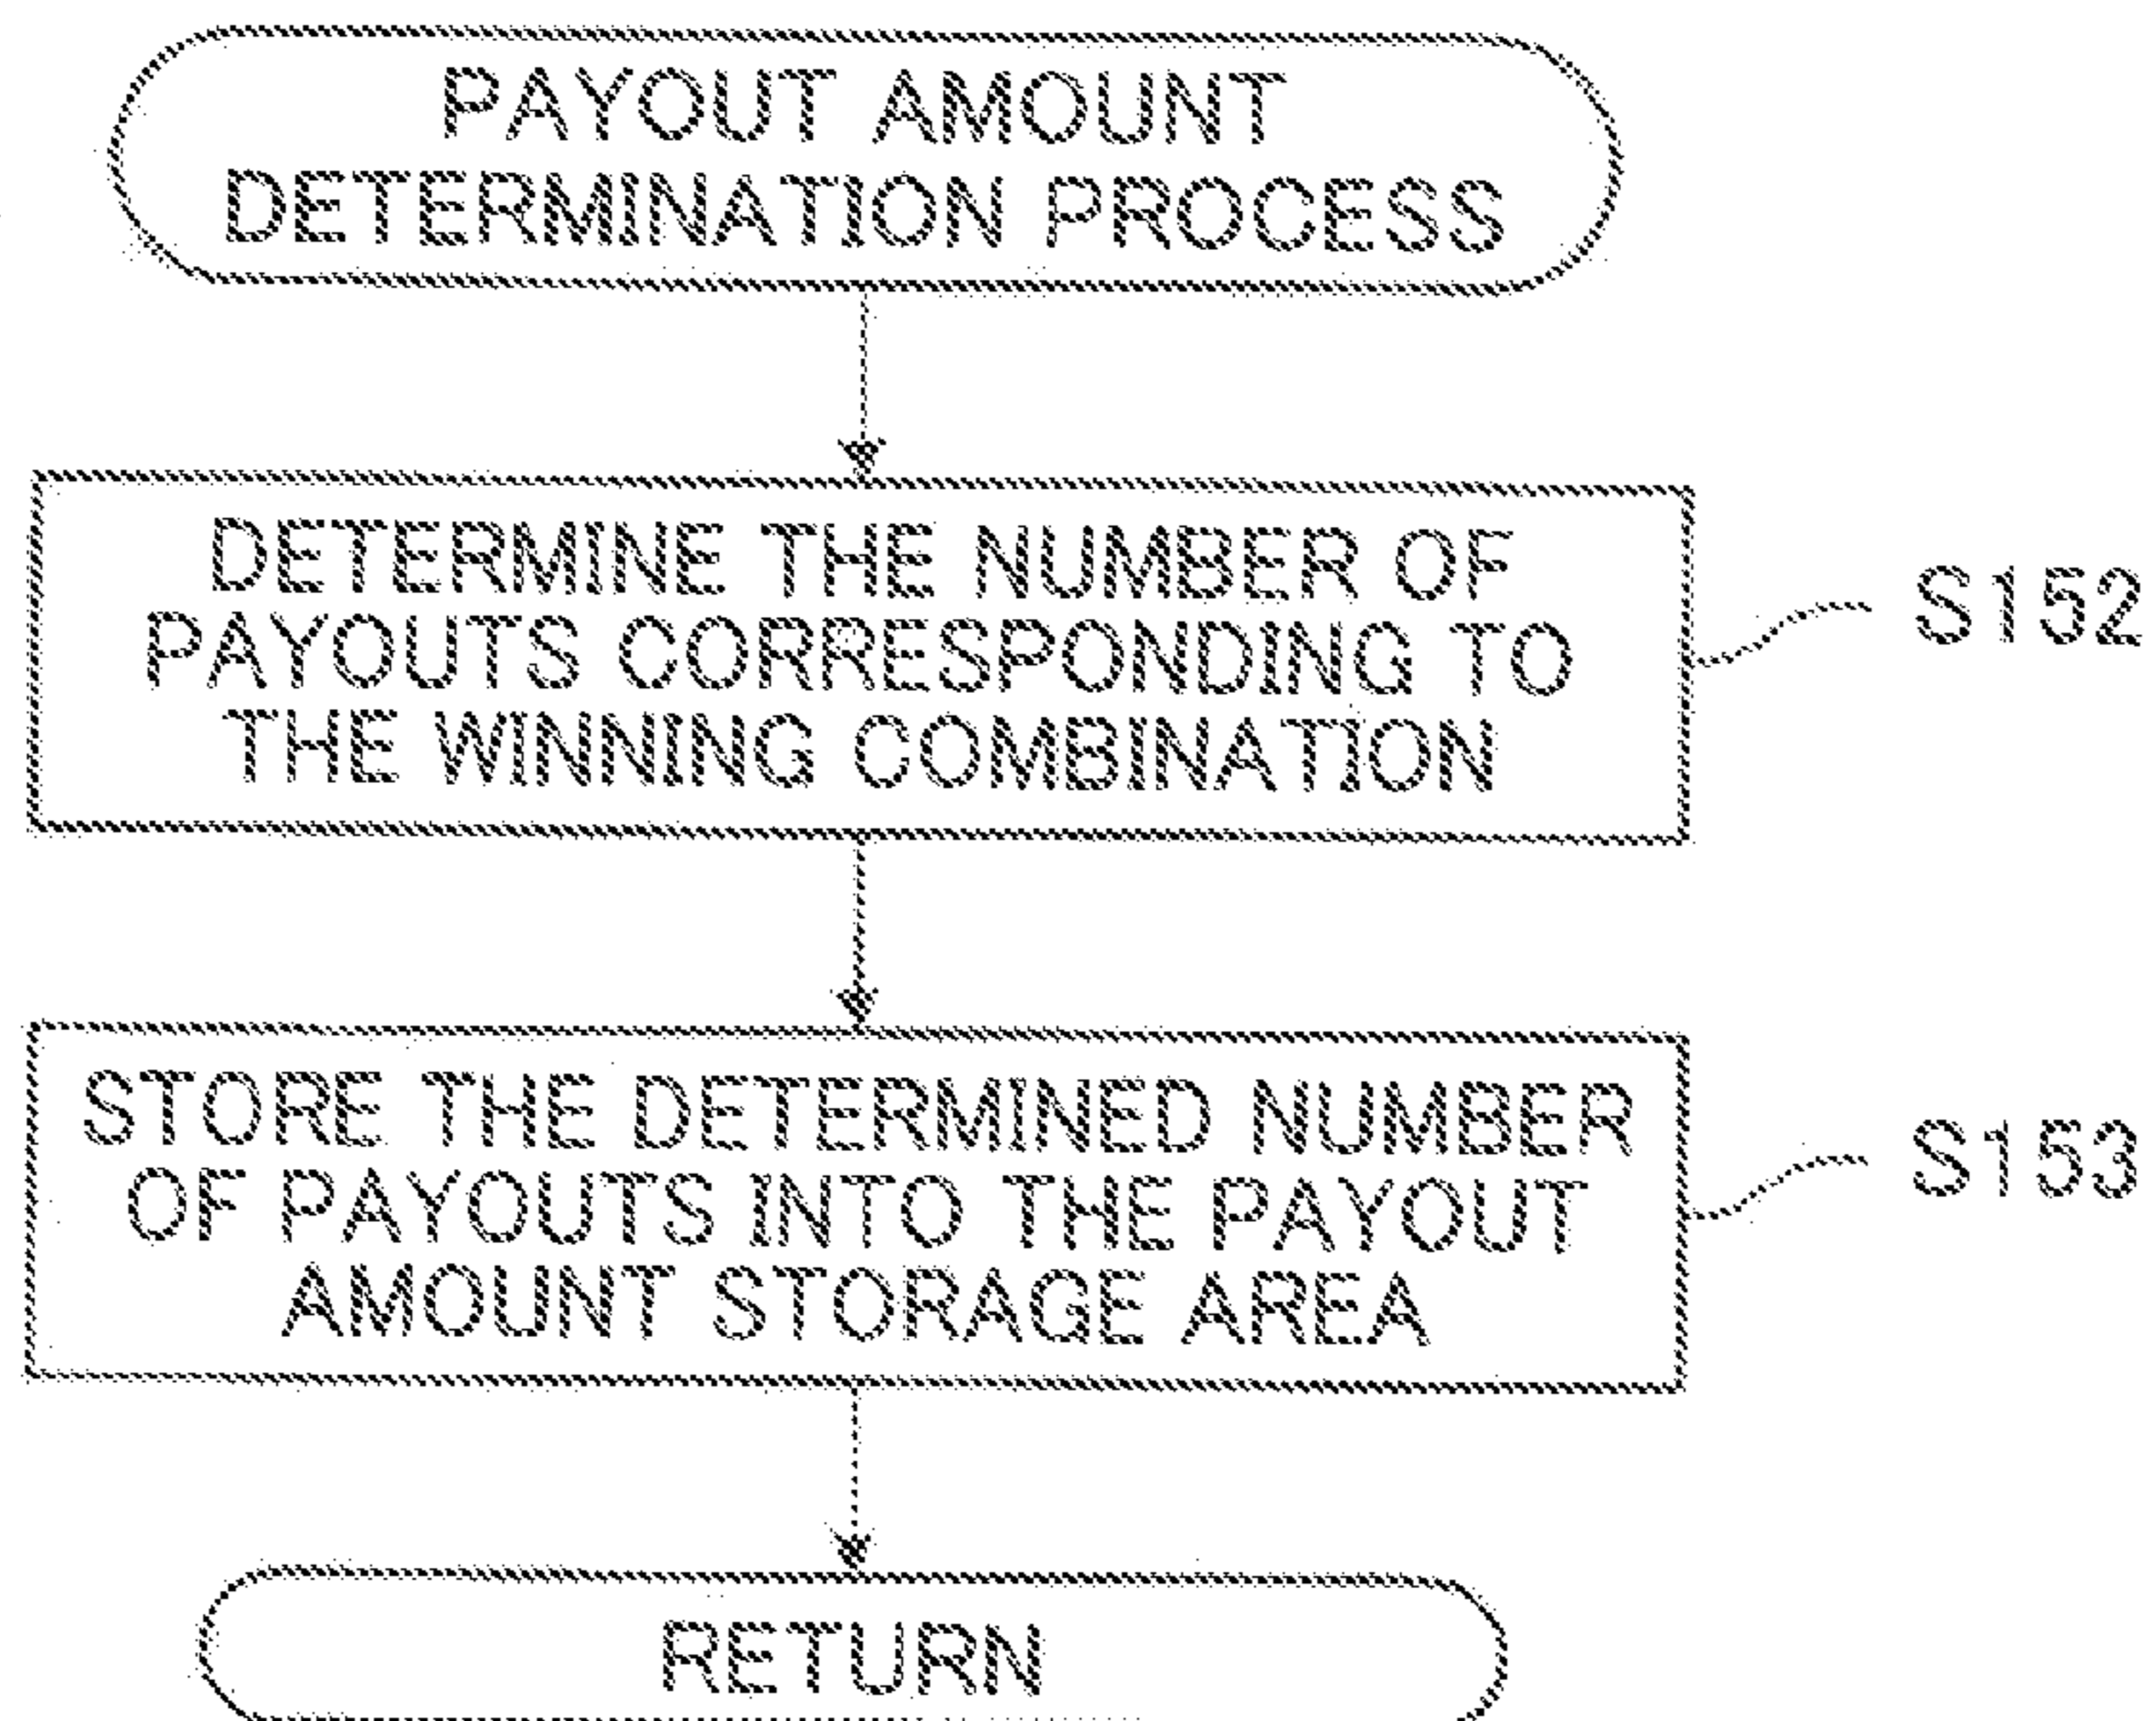 PAYOUT AMOUNT
DETERMINATION PROCESS
DETERMINE THE NUMBER OF
PAYOUTS CORRESPONDING TO
THE WINNING COMBINATION
S152
STORE THE DETERMINED NUMBER
OF PAYOUTS INTO THE PAYOUT
AMOUNT STORAGE AREA
S153
RETURN